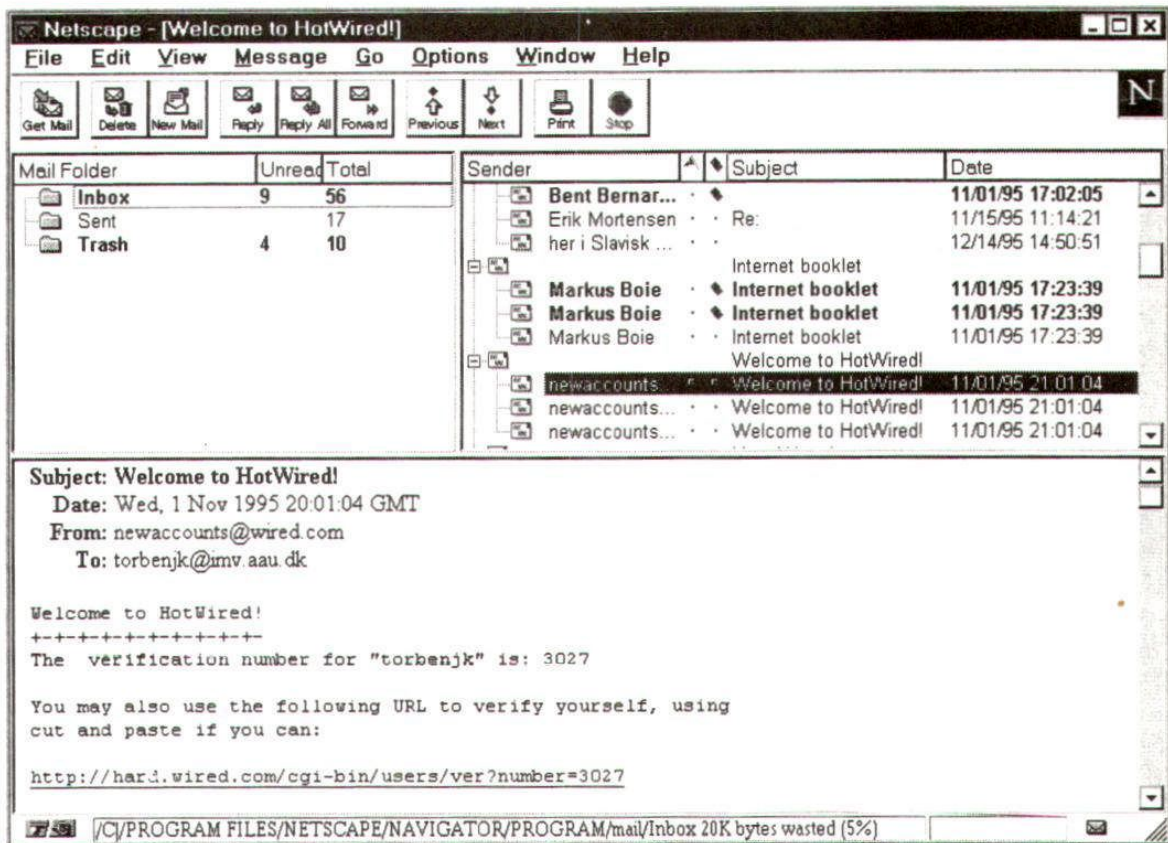 Netscape - [Welcome to HotWired!]
File Edit View Message Go Options Window Help
Get Mail Delete New Mail Reply Reply All Forward Previous Next Print Stop N
Mail Folder Unread Total
Inbox 9 56
Sent 17
Trash 4 10
Sender Subject Date
Bent Bernar... 11/01/95 17:02:05
Erik Mortensen Re: 11/15/95 11:14:21
her i Slavisk ... 12/14/95 14:50:51
Internet booklet
Markus Boie Internet booklet 11/01/95 17:23:39
Markus Boie Internet booklet 11/01/95 17:23:39
Markus Boie Internet booklet 11/01/95 17:23:39
Welcome to HotWired!
newaccounts... Welcome to HotWired! 11/01/95 21:01:04
newaccounts... Welcome to HotWired! 11/01/95 21:01:04
newaccounts... Welcome to HotWired! 11/01/95 21:01:04
Subject: Welcome to HotWired!
Date: Wed, 1 Nov 1995 20:01:04 GMT
From: newaccounts@wired.com
To: torbenjk@imv.aau.dk
Welcome to HotWired!
+-+-+-+-+-+-+-+-+-+-
The verification number for "torbenjk" is: 3027
You may also use the following URL to verify yourself, using
cut and paste if you can:
http://hard.wired.com/cgi-bin/users/ver?number=3027
/C|/PROGRAM FILES/NETSCAPE/NAVIGATOR/PROGRAM/mail/Inbox 20K bytes wasted (5%)